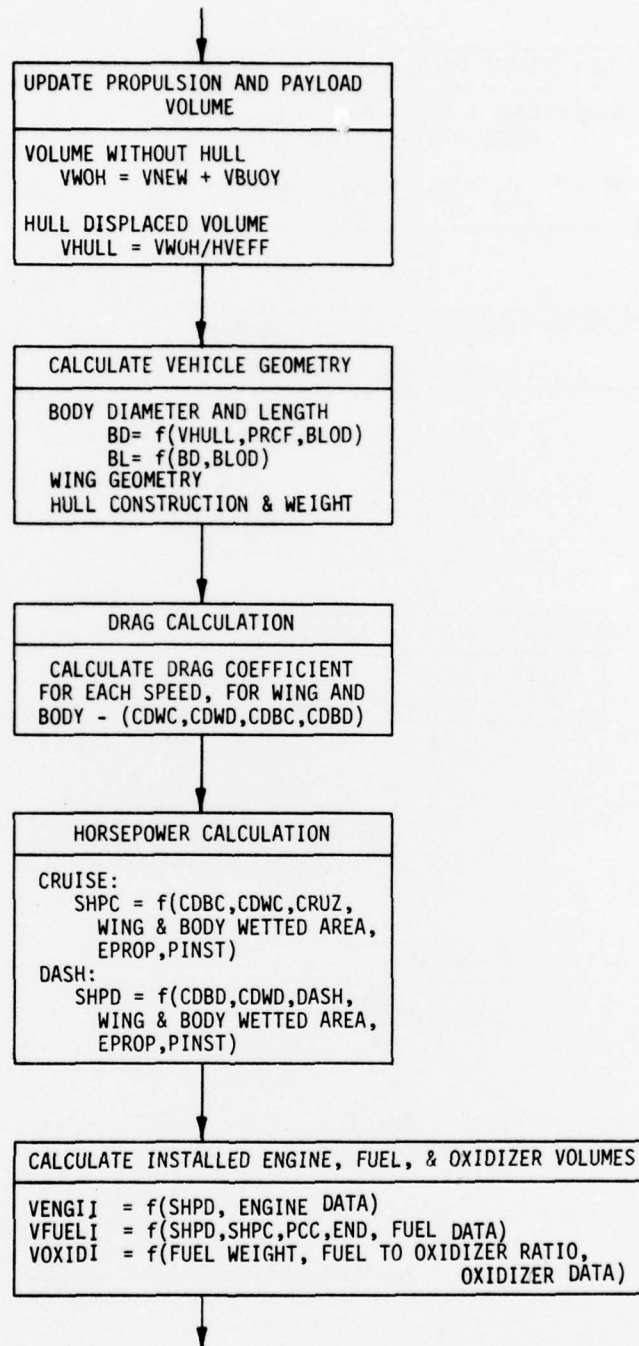 UPDATE PROPULSION AND PAYLOAD
VOLUME
VOLUME WITHOUT HULL
VWOH = VNEW + VBUOY
HULL DISPLACED VOLUME
VHULL = VWOH/HVEFF
CALCULATE VEHICLE GEOMETRY
BODY DIAMETER AND LENGTH
BD= f(VHULL,PRCF,BLOD)
BL= f(BD,BLOD)
WING GEOMETRY
HULL CONSTRUCTION & WEIGHT
DRAG CALCULATION
CALCULATE DRAG COEFFICIENT
FOR EACH SPEED, FOR WING AND
BODY - (CDWC,CDWD,CDBC,CDBD)
HORSEPOWER CALCULATION
CRUISE:
SHPC = f(CDBC,CDWC,CRUZ,
WING & BODY WETTED AREA,
EPROP,PINST)
DASH:
SHPD = f(CDBD,CDWD,DASH,
WING & BODY WETTED AREA,
EPROP,PINST)
CALCULATE INSTALLED ENGINE, FUEL, & OXIDIZER VOLUMES
VENGII = f(SHPD, ENGINE DATA)
VFUELI = f(SHPD,SHPC,PCC,END, FUEL DATA)
VOXIDI = f(FUEL WEIGHT, FUEL TO OXIDIZER RATIO,
OXIDIZER DATA)